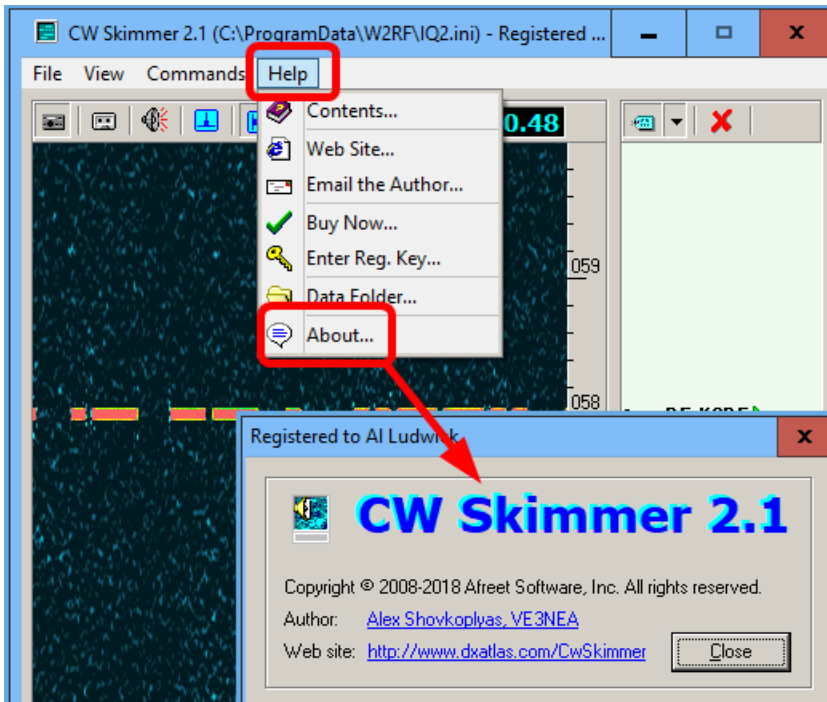 CW Skimmer 2.1 (C:\ProgramData\W2RF\IQ2.ini) - Registered ...
File View Commands Help
0.48
Contents...
Web Site...
Email the Author...
Buy Now...
Enter Reg. Key...
Data Folder...
About...
059
058
Registered to Al Ludwick
CW Skimmer 2.1
Copyright © 2008-2018 Afreet Software, Inc. All rights reserved.
Author: Alex Shovkoplyas, VE3NEA
Web site: http://www.dxatlas.com/CwSkimmer
Close